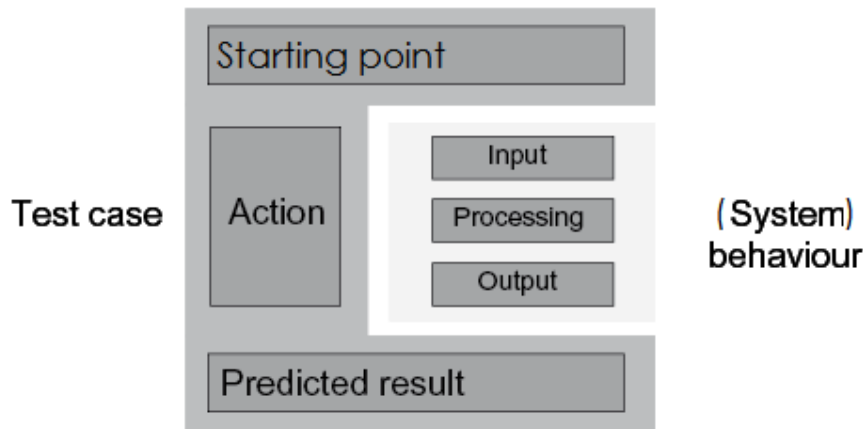 Starting point
Input
Test case
Action
Processing
(System)
behaviour
Output
Predicted result